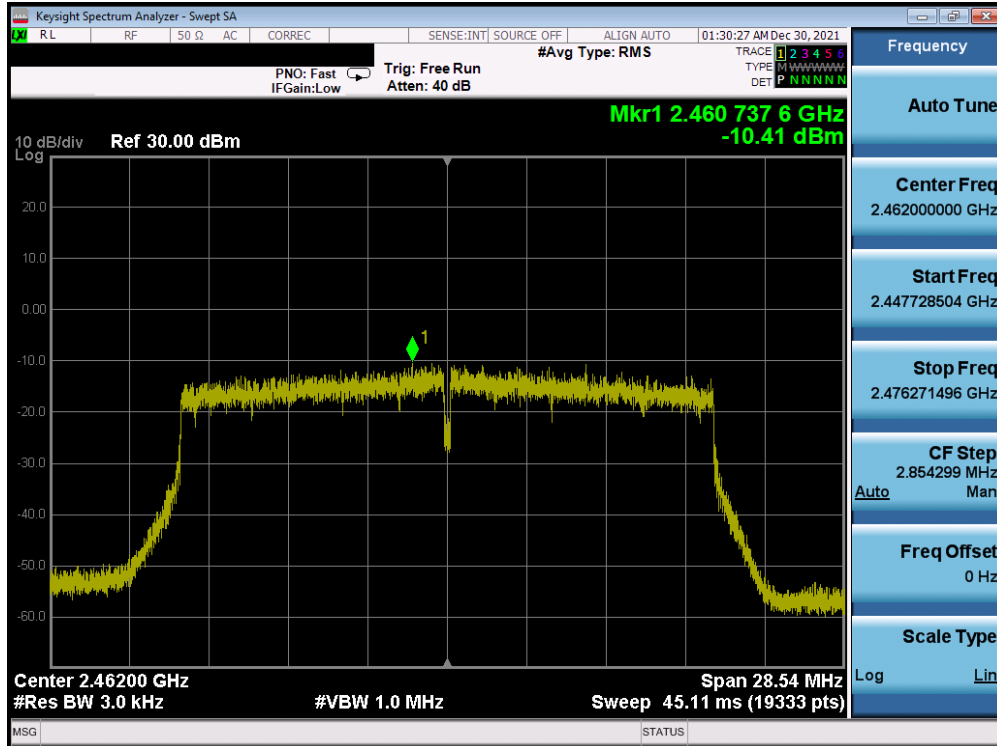 Keysight Spectrum Analyzer - Swept SA
LXI RL RF 50 Ω AC CORREC SENSE:INT SOURCE OFF ALIGN AUTO 01:30:27 AM Dec 30, 2021
PNO: Fast
IFGain:Low
Trig: Free Run
Atten: 40 dB
#Avg Type: RMS
TRACE 1 2 3 4 5 6
TYPE M W W W W W
DET P N N N N N
Mkr1 2.460 737 6 GHz
-10.41 dBm
10 dB/div
Log
Ref 30.00 dBm
20.0
10.0
0.00
-10.0
-20.0
-30.0
-40.0
-50.0
-60.0
1
Center 2.46200 GHz
Span 28.54 MHz
#Res BW 3.0 kHz
#VBW 1.0 MHz
Sweep 45.11 ms (19333 pts)
MSG
STATUS
Frequency
Auto Tune
Center Freq
2.462000000 GHz
Start Freq
2.447728504 GHz
Stop Freq
2.476271496 GHz
CF Step
2.854299 MHz
Auto Man
Freq Offset
0 Hz
Scale Type
Log Lin